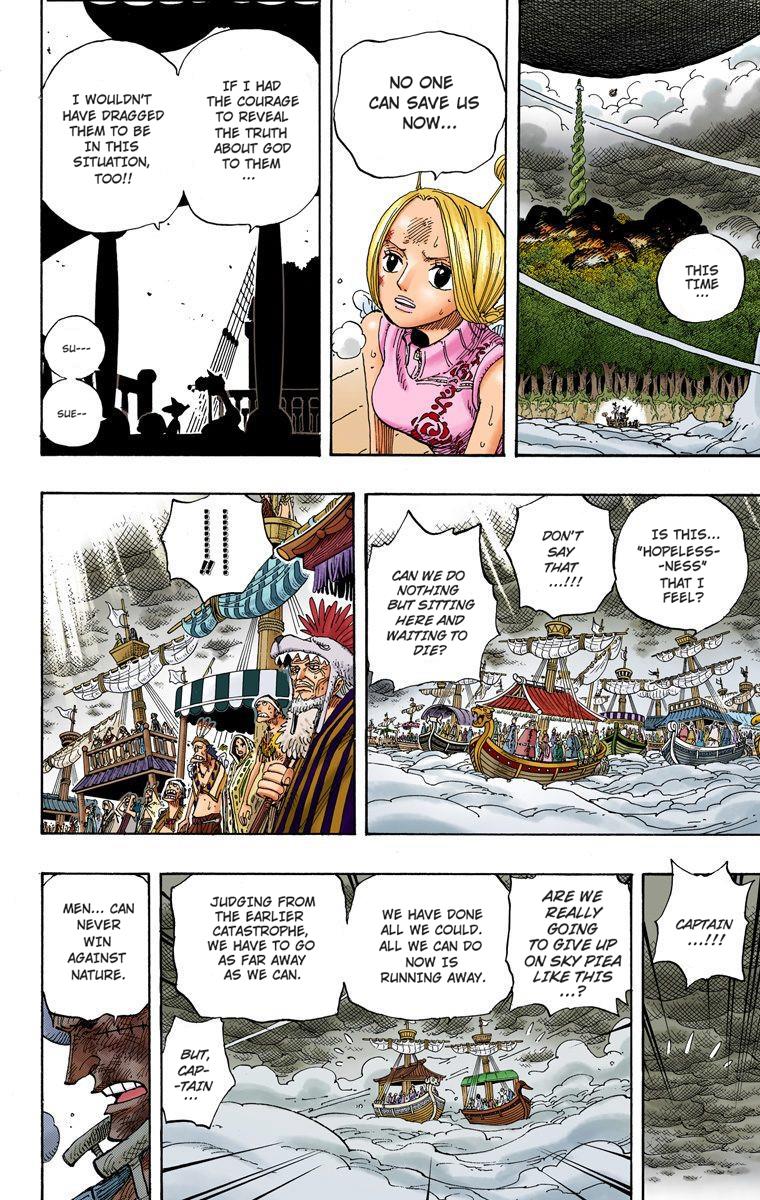 THIS
TIME
...
NO ONE
CAN SAVE US
NOW...
IF I HAD
THE COURAGE
TO REVEAL
THE TRUTH
ABOUT GOD
TO THEM
...
I WOULDN'T
HAVE DRAGGED
THEM TO BE
IN THIS
SITUATION,
TOO!!
SU---
SUE--
IS THIS...
"HOPELESS-
-NESS"
THAT I
FEEL?
DON'T
SAY
THAT
...!!!
CAN WE DO
NOTHING
BUT SITTING
HERE AND
WAITING TO
DIE?
......!!
CAPTAIN
...!!!
ARE WE
REALLY
GOING
TO GIVE UP
ON SKY PIEA
LIKE THIS
...?
WE HAVE DONE
ALL WE COULD.
ALL WE CAN DO
NOW IS
RUNNING AWAY.
JUDGING FROM
THE EARLIER
CATASTROPHE,
WE HAVE TO GO
AS FAR AWAY
AS WE CAN.
BUT,
CAP-
-TAIN
...
MEN... CAN
NEVER
WIN
AGAINST
NATURE.